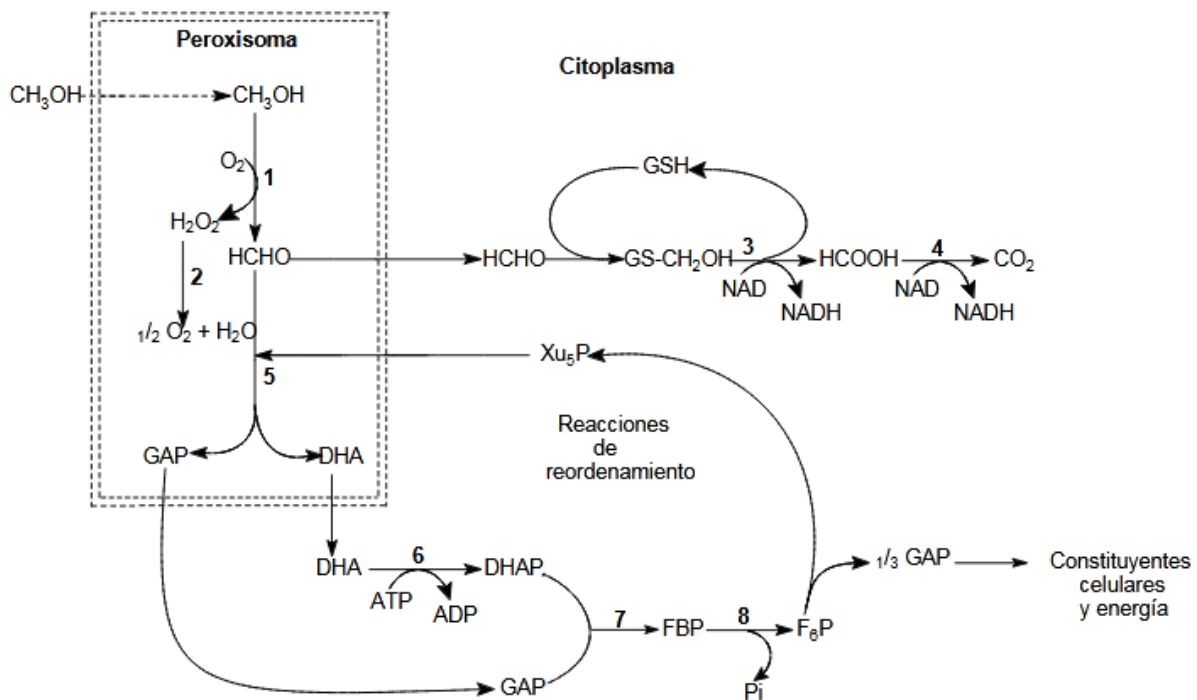 Peroxisoma
Citoplasma
CH₃OH
CH₃OH
O₂
1
GSH
H₂O₂
2
HCHO
HCHO
GS-CH₂OH
3
HCOOH
4
CO₂
NAD
NADH
NAD
NADH
1/2 O₂ + H₂O
Xu₅P
5
Reacciones
de
reordenamiento
GAP
DHA
DHA
6
DHAP
ATP
ADP
1/3 GAP
Constituyentes
celulares
y energía
7
FBP
8
F₆P
GAP
Pi